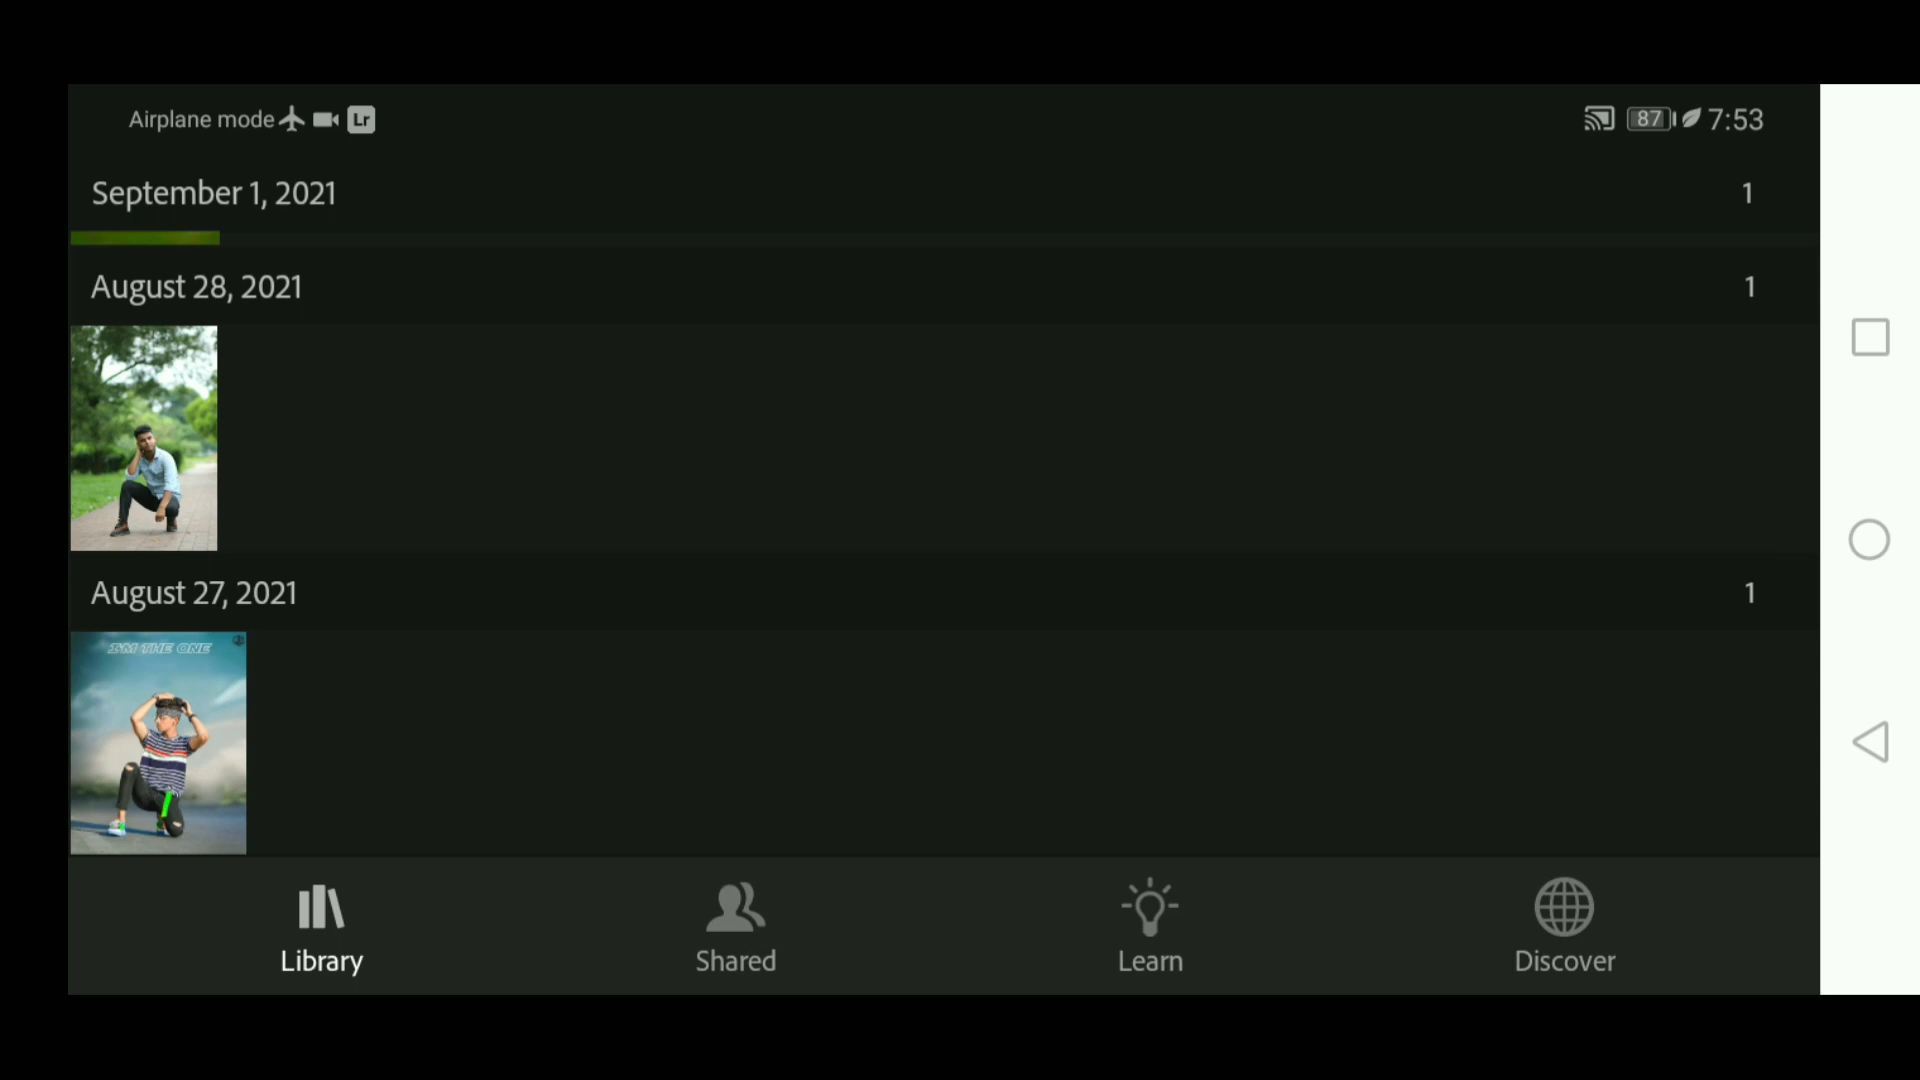 Airplane mode Lr 87 7:53
September 1, 2021 1
August 28, 2021 1
August 27, 2021 1
I'M THE ONE
Library Shared Learn Discover